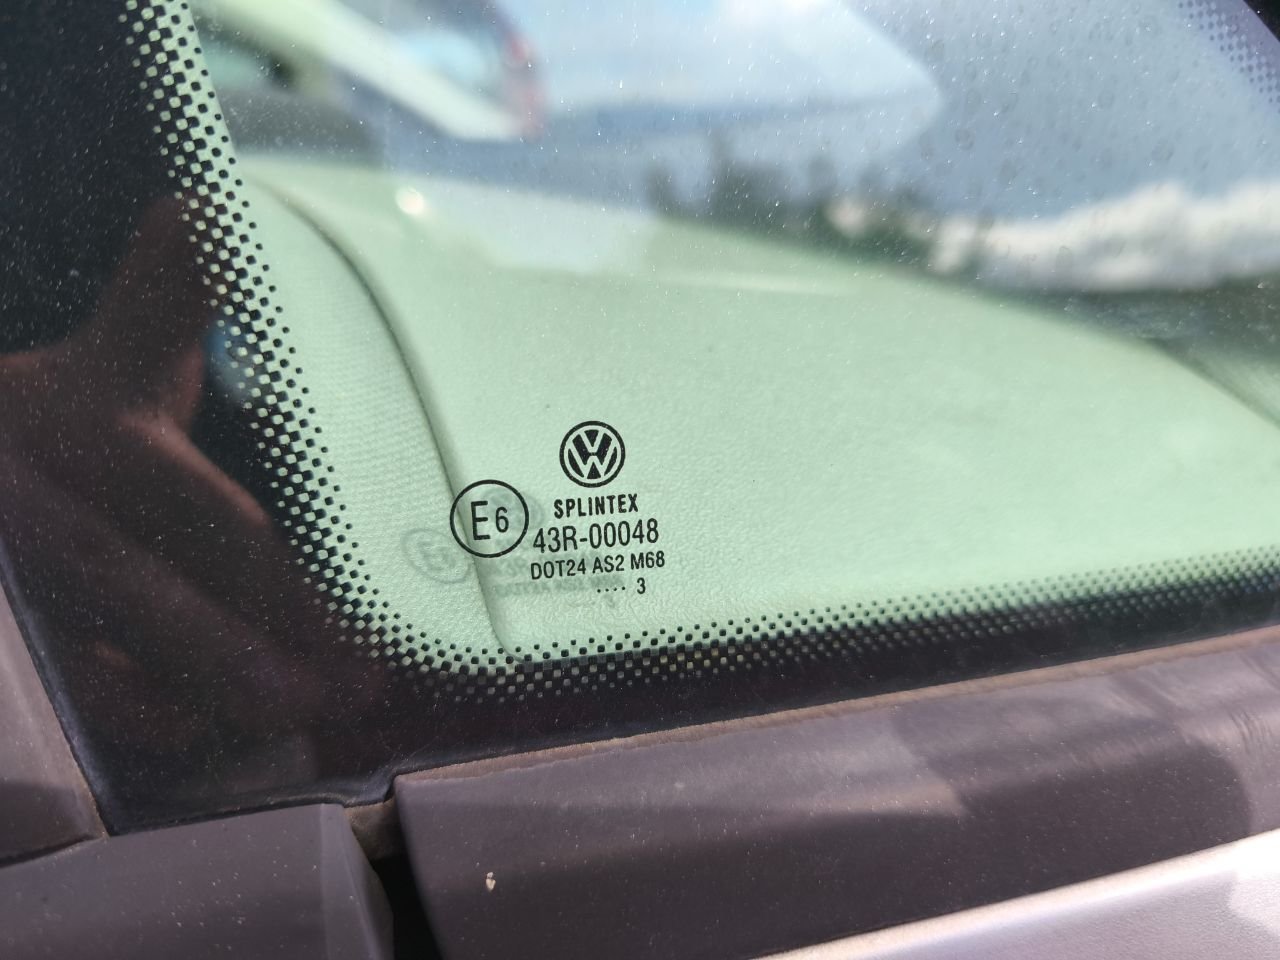 SPLINTEX
E6
43R-00048
DOT24 AS2 M68
.... 3